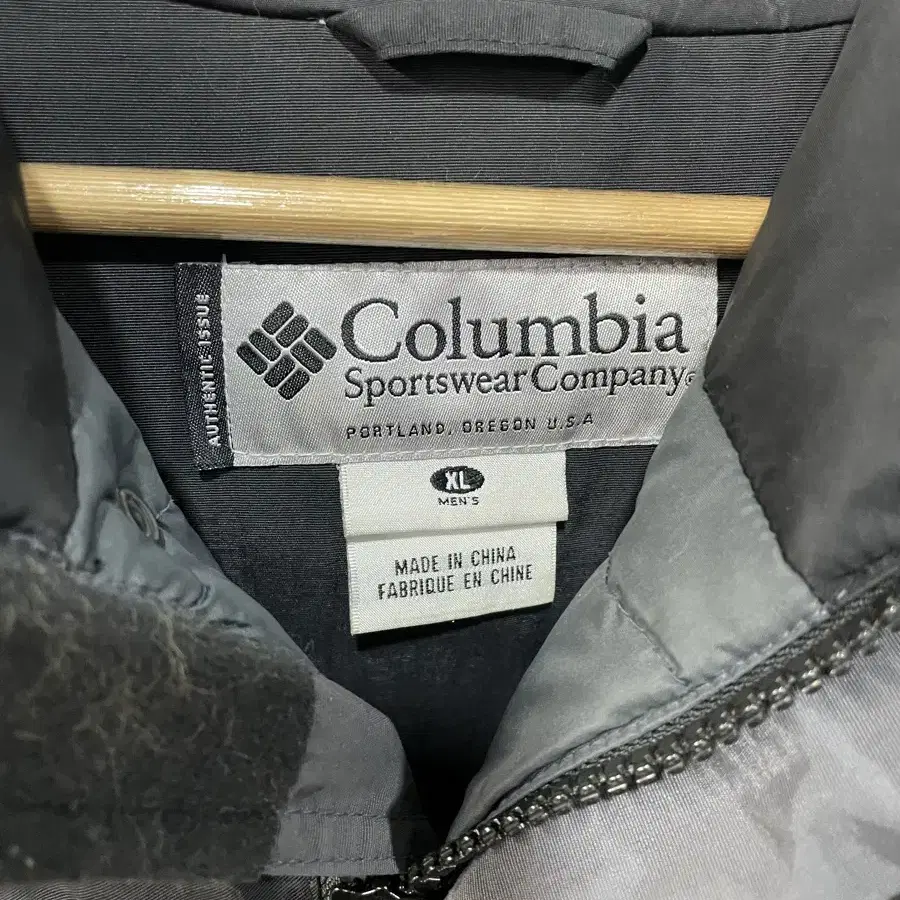 AUTHENTIC ISSUE
Columbia
Sportswear Company
PORTLAND, OREGON U.S.A
XL
MEN'S
MADE IN CHINA
FABRIQUE EN CHINE